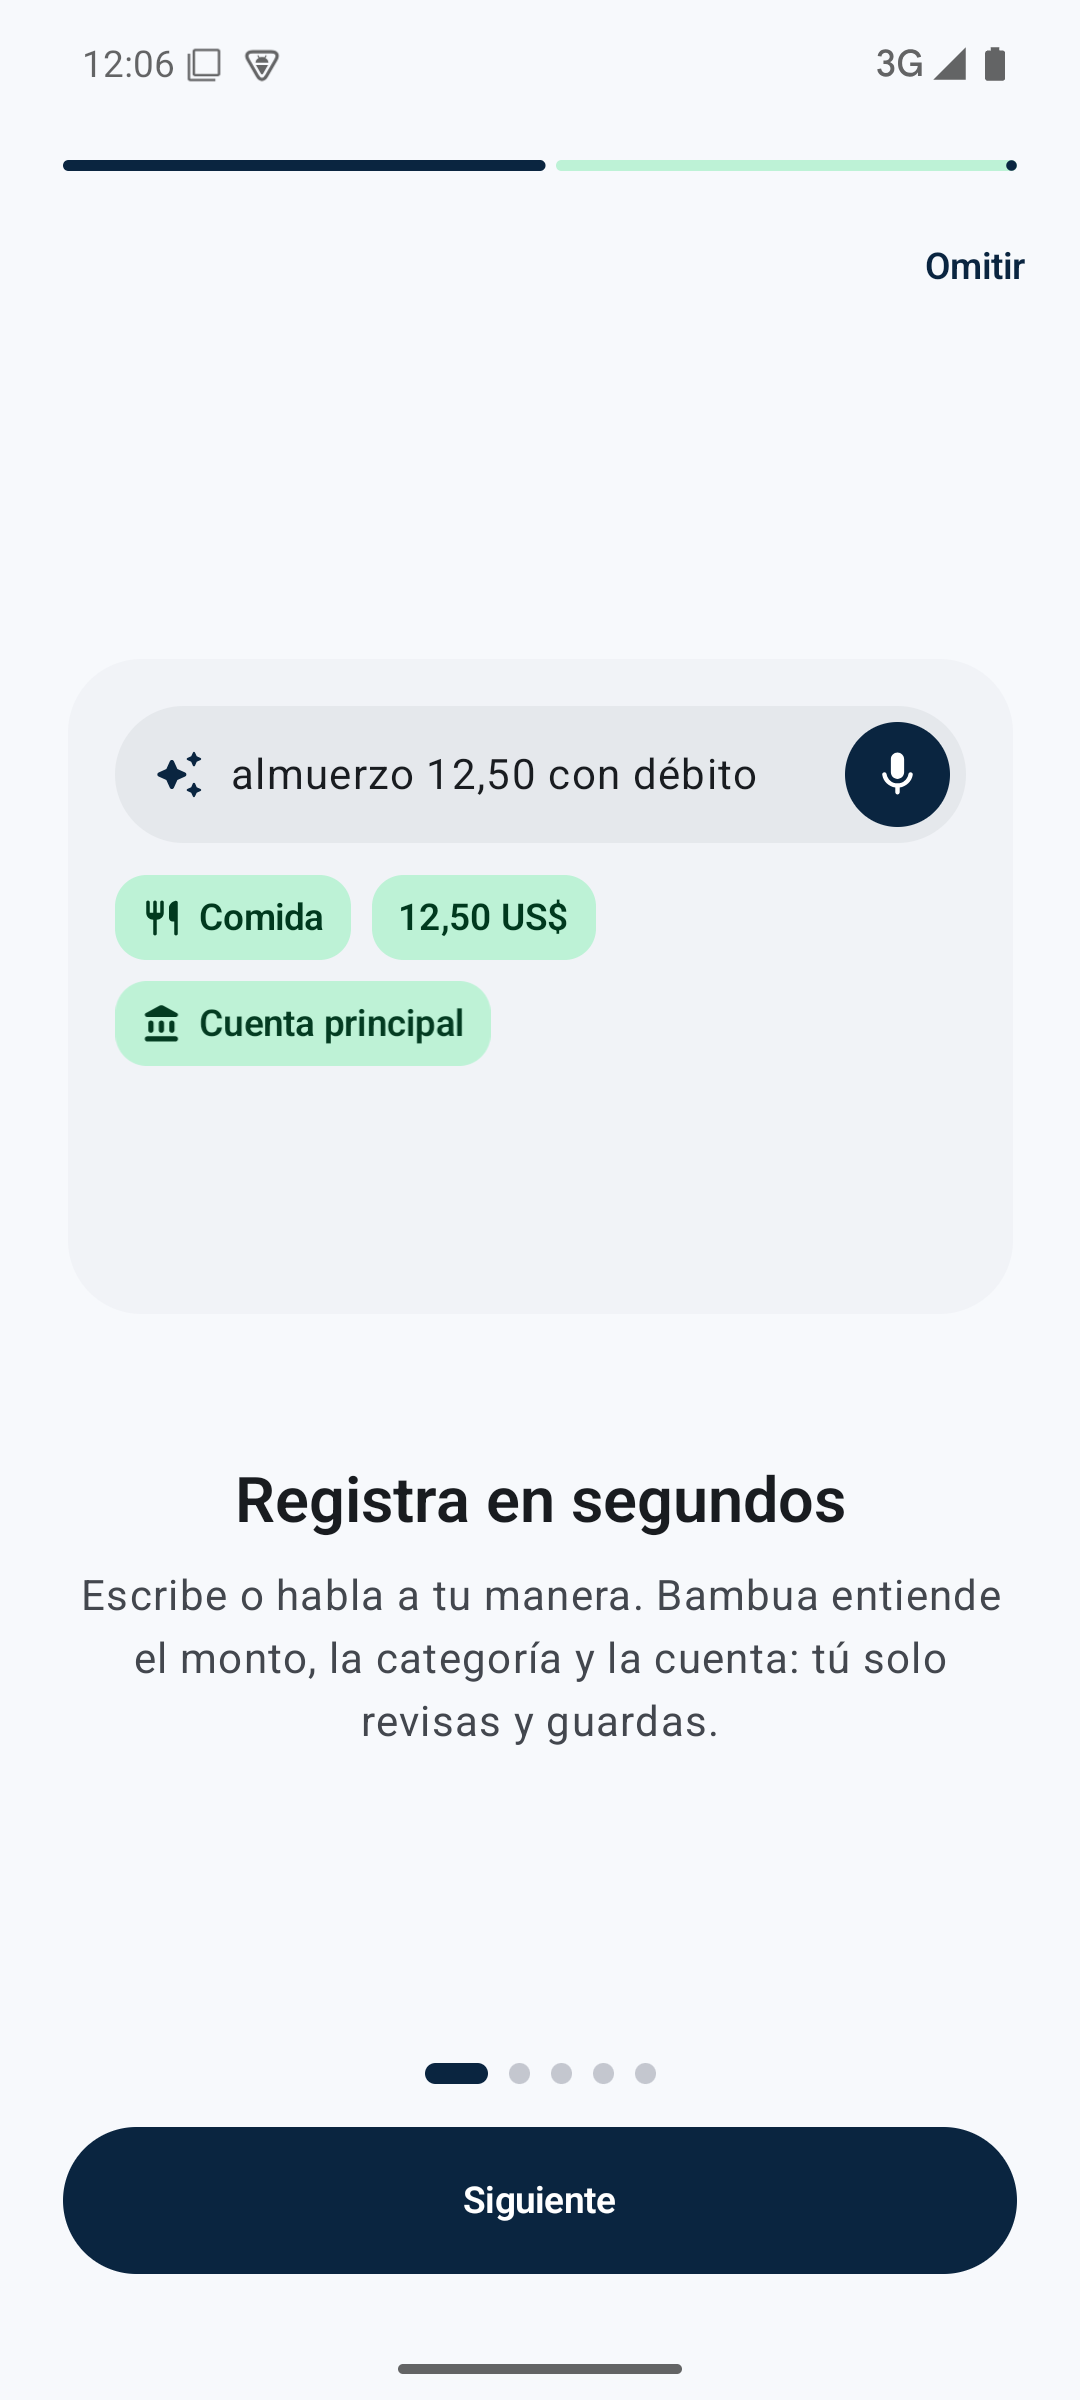 12:06
3G
Omitir
almuerzo 12,50 con débito
Comida
12,50 US$
Cuenta principal
Registra en segundos
Escribe o habla a tu manera. Bambua entiende
el monto, la categoría y la cuenta: tú solo
revisas y guardas.
Siguiente